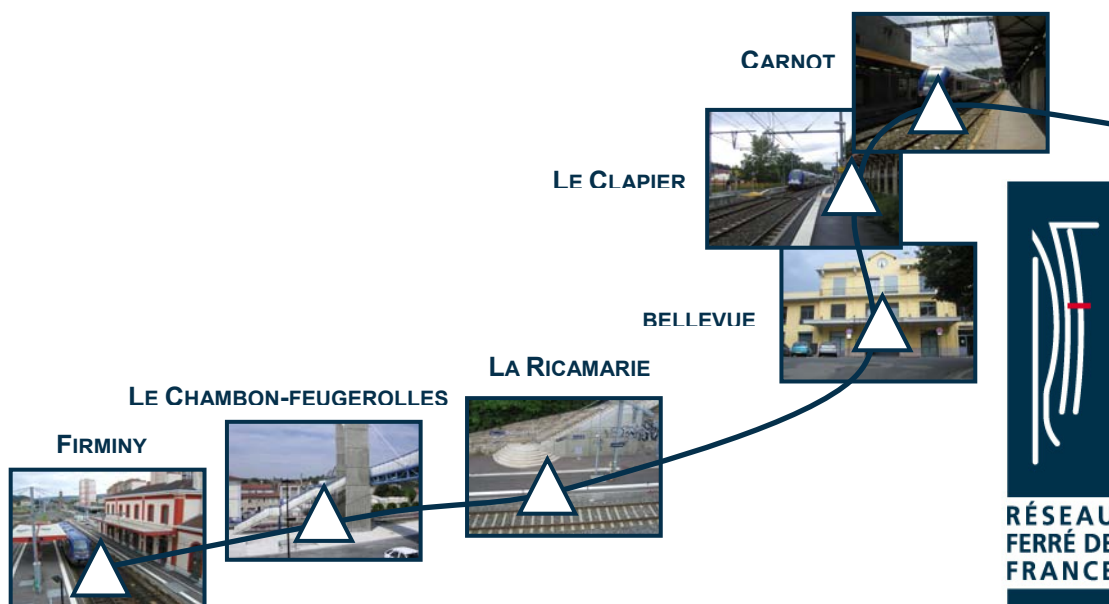 CARNOT
LE CLAPIER
BELLEVUE
LA RICAMARIE
LE CHAMBON-FEUGEROLLES
FIRMINY
RÉSEAU
FERRÉ DE
FRANCE